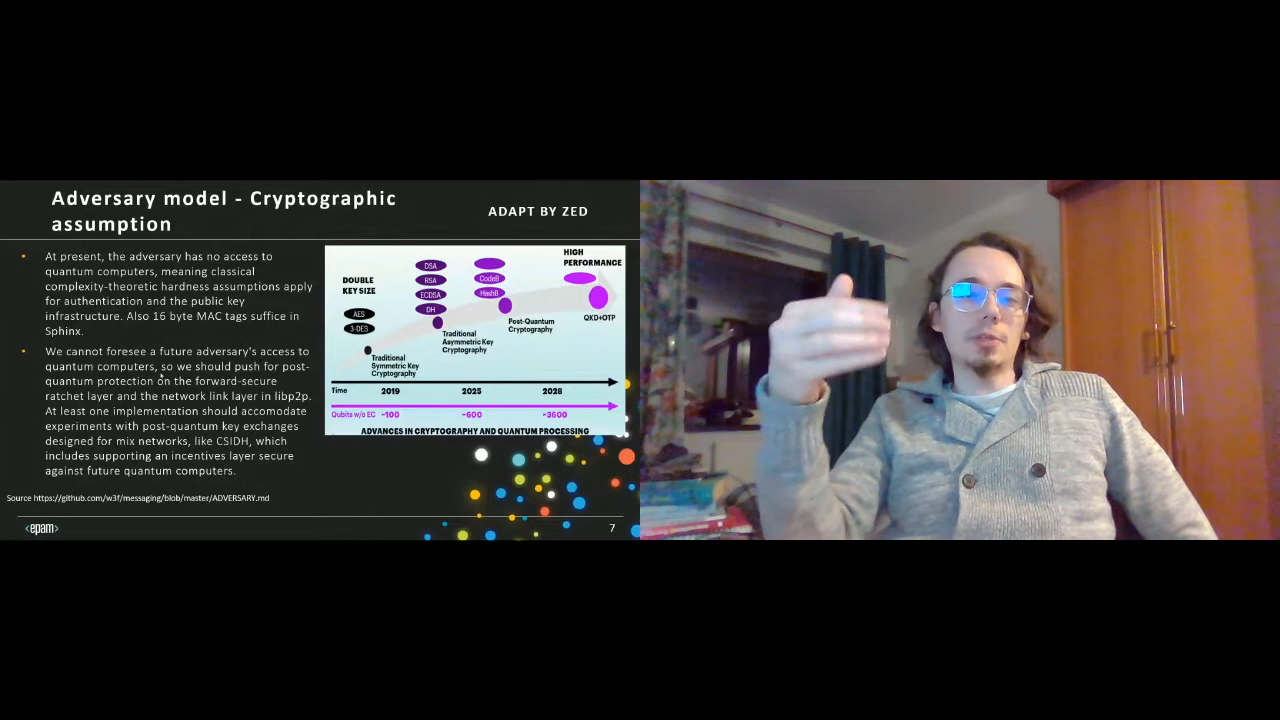 Adversary model - Cryptographic
assumption
ADAPT BY ZED
At present, the adversary has no access to
quantum computers, meaning classical
complexity-theoretic hardness assumptions apply
for authentication and the public key
infrastructure. Also 16 byte MAC tags suffice in
Sphinx.
We cannot foresee a future adversary's access to
quantum computers, so we should push for post-
quantum protection on the forward-secure
ratchet layer and the network link layer in libp2p.
At least one implementation should accomodate
experiments with post-quantum key exchanges
designed for mix networks, like CSIDH, which
includes supporting an incentives layer secure
against future quantum computers.
Source https://github.com/w3f/messaging/blob/master/ADVERSARY.md
DOUBLE
KEY SIZE
AES
3-DES
Traditional
Symmetric Key
Cryptography
DSA
RSA
ECDSA
DH
Traditional
Asymmetric Key
Cryptography
CodeB
HashB
Post-Quantum
Cryptography
HIGH
PERFORMANCE
QKD+OTP
Time 2019 2025 2028
Qubits w/o EC ~100 ~600 ~3600
ADVANCES IN CRYPTOGRAPHY AND QUANTUM PROCESSING
<epam>
7